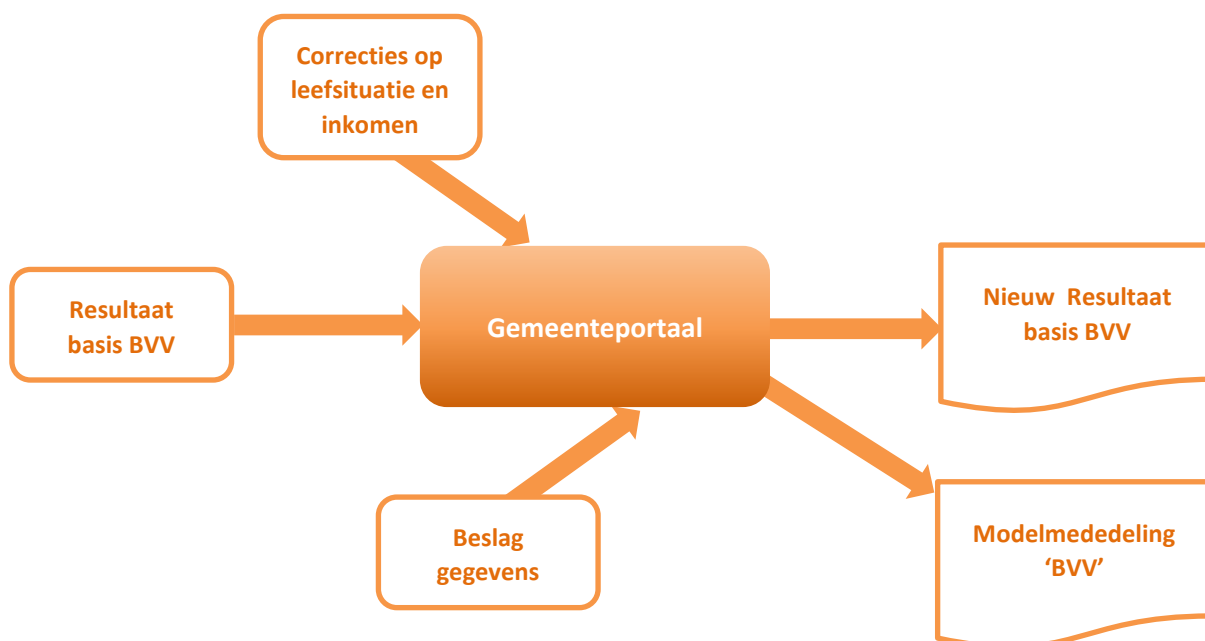 Correcties op
leefsituatie en
inkomen
Resultaat
basis BVV
Gemeenteportaal
Nieuw Resultaat
basis BVV
Beslag
gegevens
Modelmededeling
‘BVV’